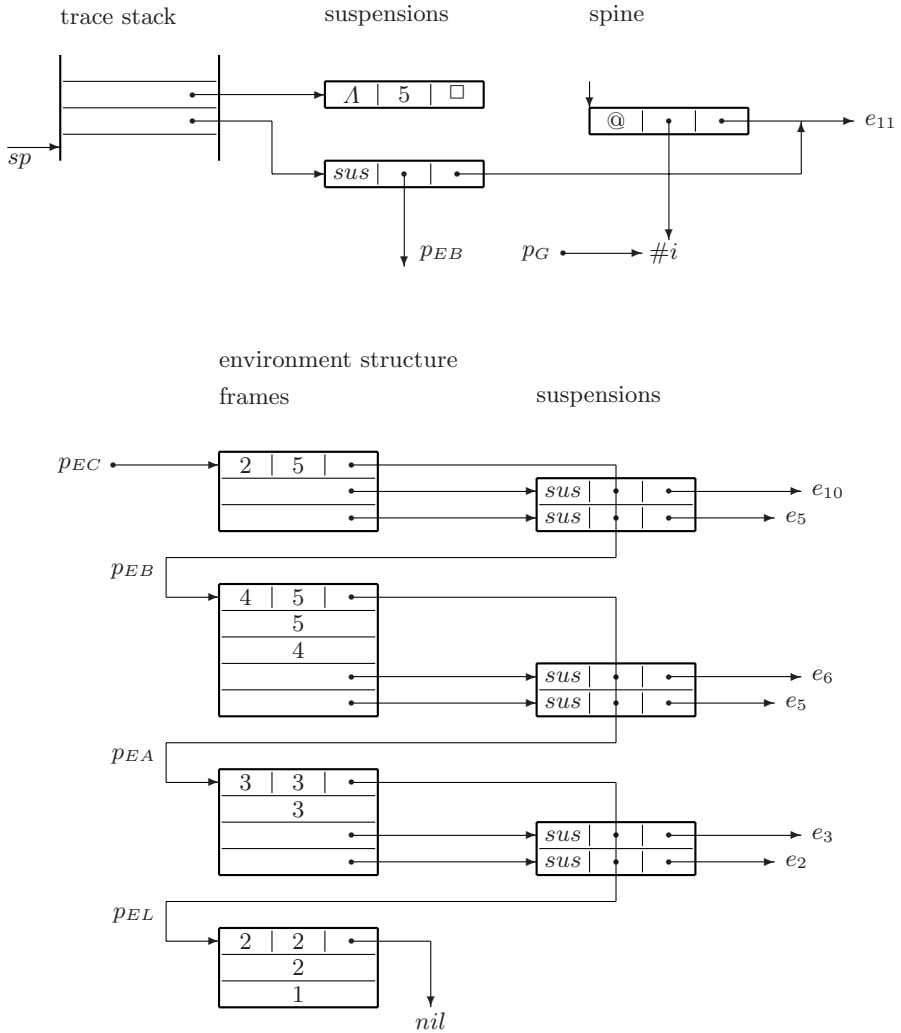 trace stack suspensions spine
Λ | 5 | □
@ | | e₁₁
sp
sus | |
p_EB p_G #i
environment structure
frames suspensions
p_EC 2 | 5 |
sus | | e₁₀
sus | | e₅
p_EB
4 | 5 |
5
4
sus | | e₆
sus | | e₅
p_EA
3 | 3 |
3
sus | | e₃
sus | | e₂
p_EL
2 | 2 |
2
1
nil